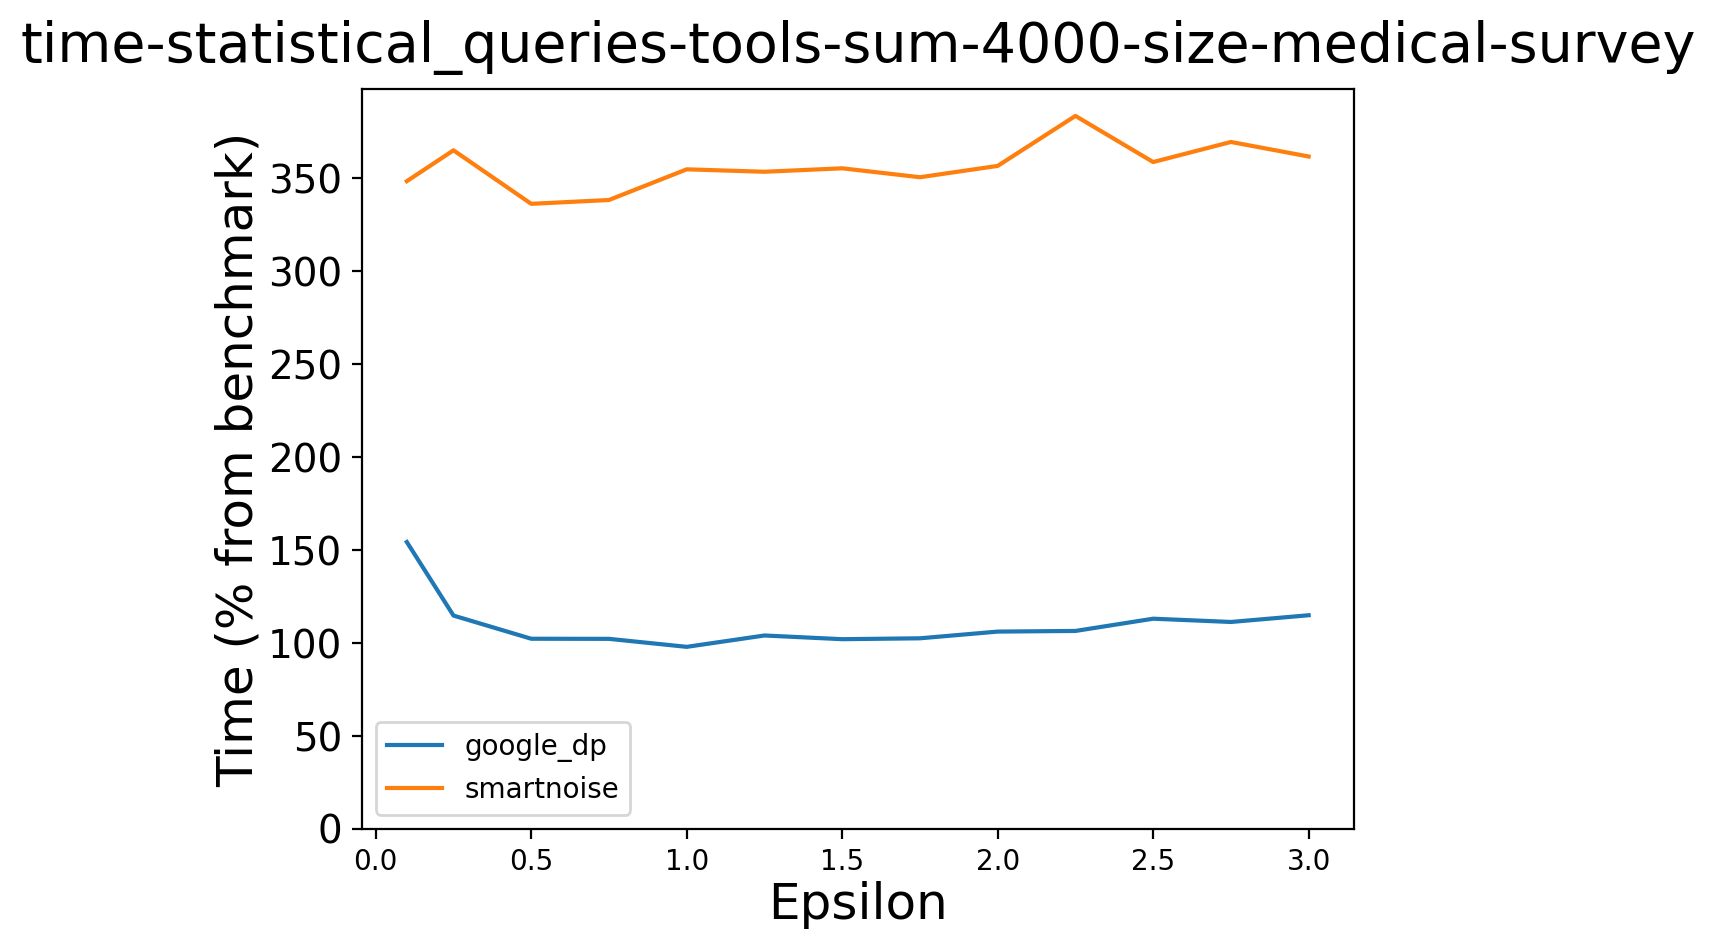 time-statistical_queries-tools-sum-4000-size-medical-survey
Time (% from benchmark)
350
300
250
200
150
100
50
0
google_dp
smartnoise
0.0 0.5 1.0 1.5 2.0 2.5 3.0
Epsilon